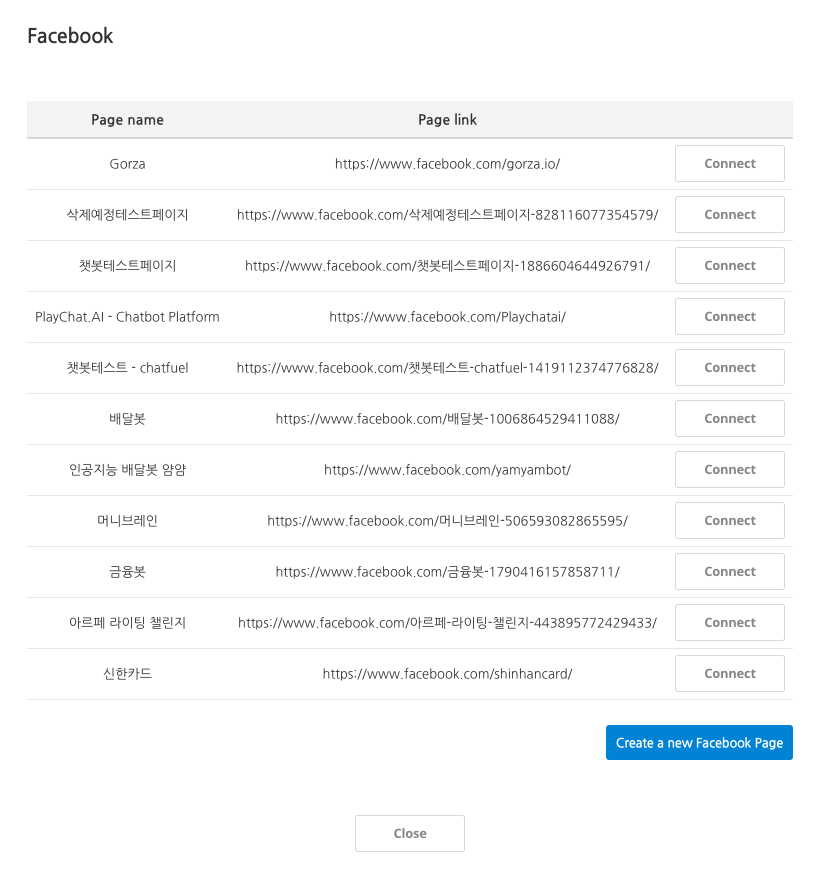 Facebook
Page name Page link
Gorza https://www.facebook.com/gorza.io/ Connect
삭제예정테스트페이지 https://www.facebook.com/삭제예정테스트페이지-828116077354579/ Connect
챗봇테스트페이지 https://www.facebook.com/챗봇테스트페이지-1886604644926791/ Connect
PlayChat.AI - Chatbot Platform https://www.facebook.com/Playchatai/ Connect
챗봇테스트 - chatfuel https://www.facebook.com/챗봇테스트-chatfuel-1419112374776828/ Connect
배달봇 https://www.facebook.com/배달봇-1006864529411088/ Connect
인공지능 배달봇 얌얌 https://www.facebook.com/yamyambot/ Connect
머니브레인 https://www.facebook.com/머니브레인-506593082865595/ Connect
금융봇 https://www.facebook.com/금융봇-1790416157858711/ Connect
아르페 라이팅 챌린지 https://www.facebook.com/아르페-라이팅-챌린지-443895772429433/ Connect
신한카드 https://www.facebook.com/shinhancard/ Connect
Create a new Facebook Page
Close